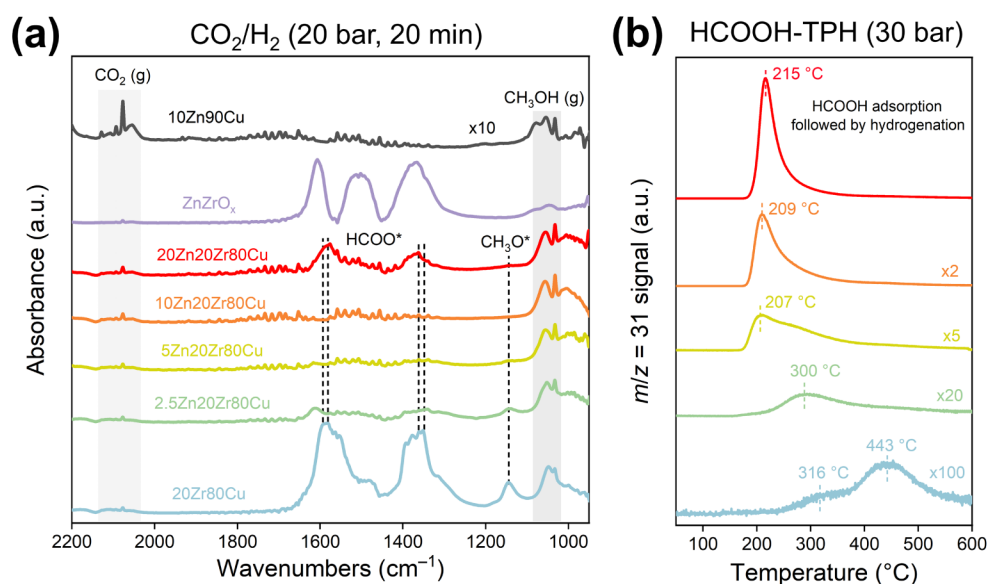 (a)
CO₂/H₂ (20 bar, 20 min)
CO₂ (g)
CH₃OH (g)
10Zn90Cu
x10
ZnZrOₓ
HCOO*
CH₃O*
20Zn20Zr80Cu
10Zn20Zr80Cu
5Zn20Zr80Cu
2.5Zn20Zr80Cu
20Zr80Cu
Absorbance (a.u.)
2200 2000 1800 1600 1400 1200 1000
Wavenumbers (cm⁻¹)
(b)
HCOOH-TPH (30 bar)
215 °C
HCOOH adsorption
followed by hydrogenation
209 °C
x2
207 °C
x5
300 °C
x20
443 °C
316 °C
x100
m/z = 31 signal (a.u.)
100 200 300 400 500 600
Temperature (°C)